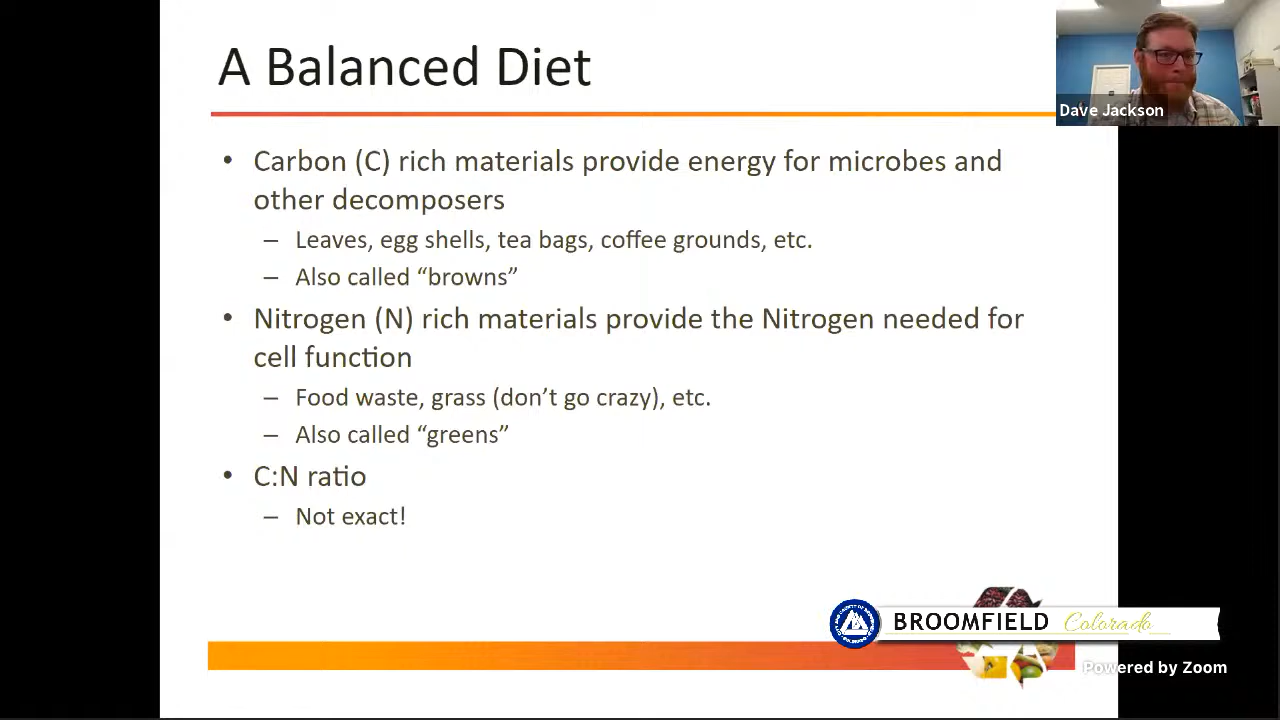 A Balanced Diet
Dave Jackson
• Carbon (C) rich materials provide energy for microbes and
other decomposers
– Leaves, egg shells, tea bags, coffee grounds, etc.
– Also called “browns”
• Nitrogen (N) rich materials provide the Nitrogen needed for
cell function
– Food waste, grass (don’t go crazy), etc.
– Also called “greens”
• C:N ratio
– Not exact!
BROOMFIELD Colorado
Powered by Zoom